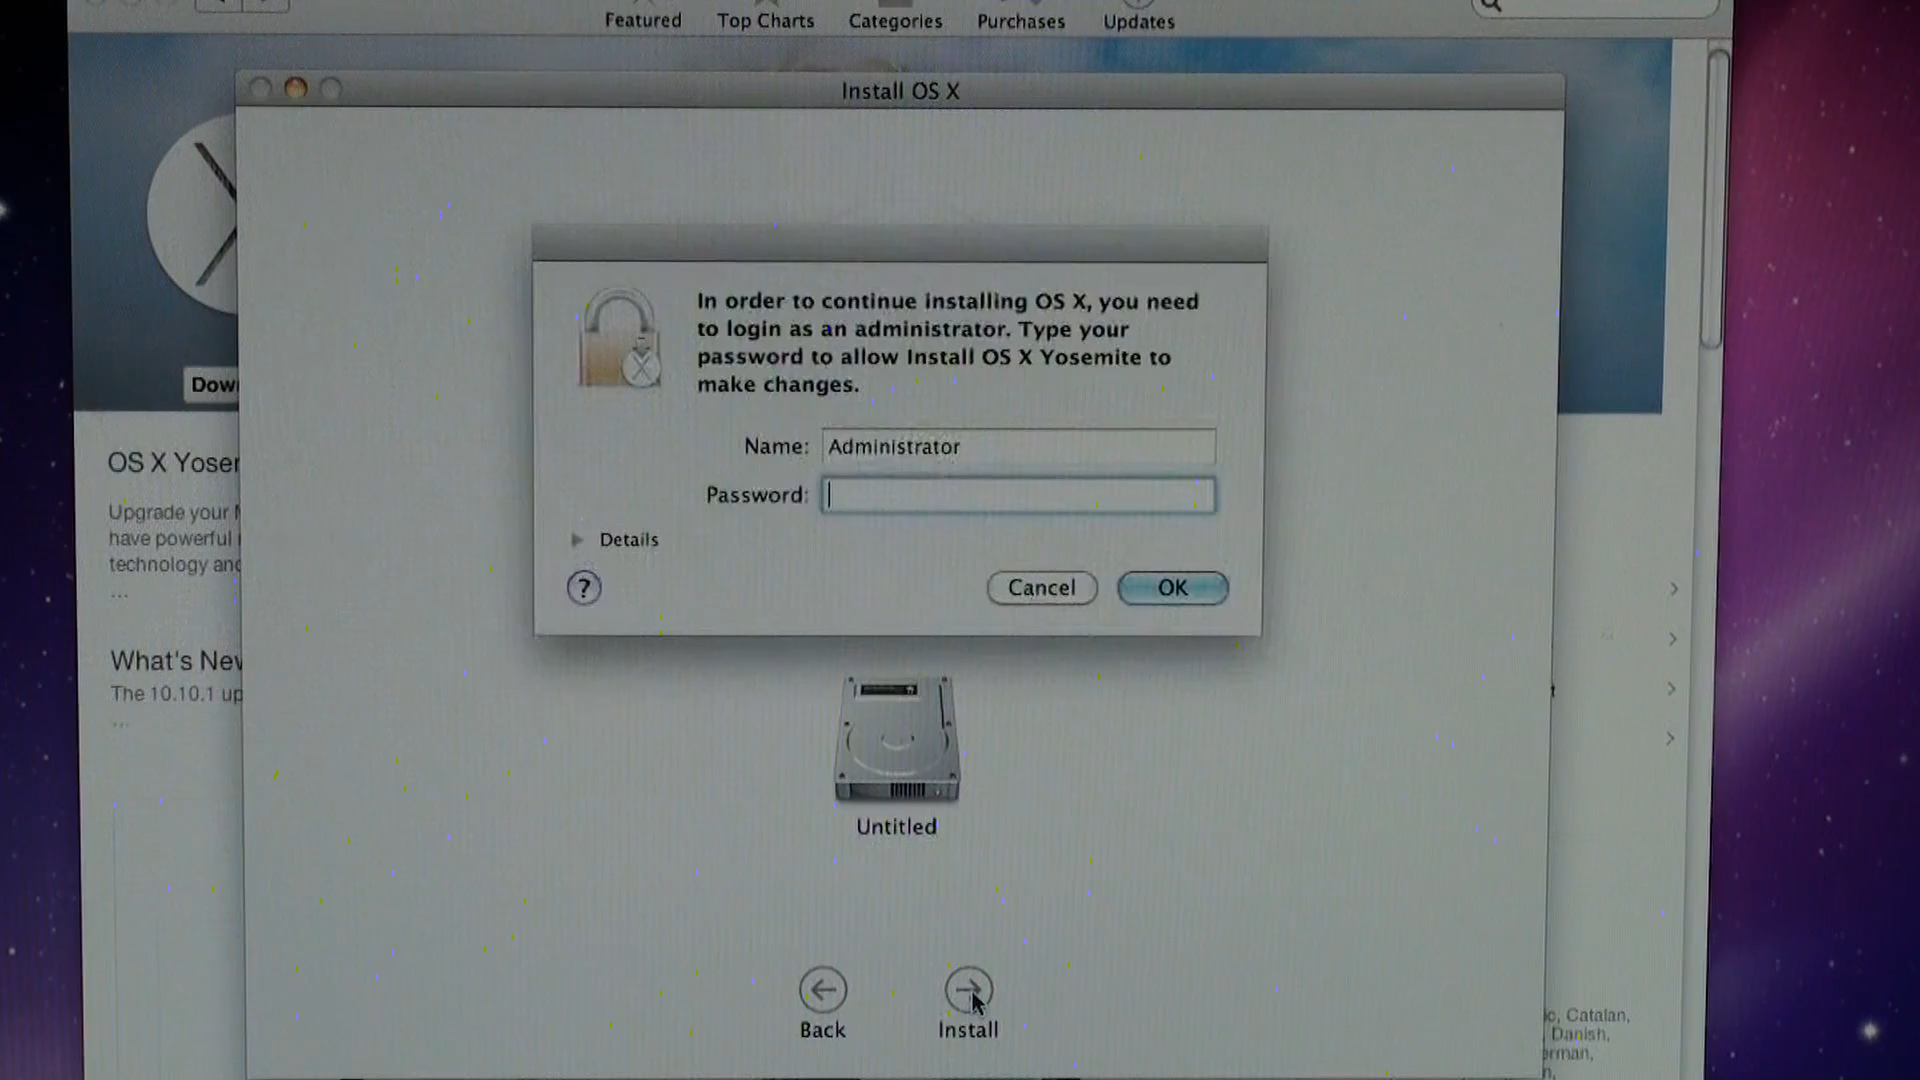 Featured Top Charts Categories Purchases Updates
Install OS X
In order to continue installing OS X, you need
to login as an administrator. Type your
password to allow Install OS X Yosemite to
make changes.
Name: Administrator
Password:
Details
?
Cancel OK
Untitled
Back Install
OS X Yosem
Upgrade your
have powerful
technology and
...
What's New
The 10.10.1 up
...
Catalan,
Danish,